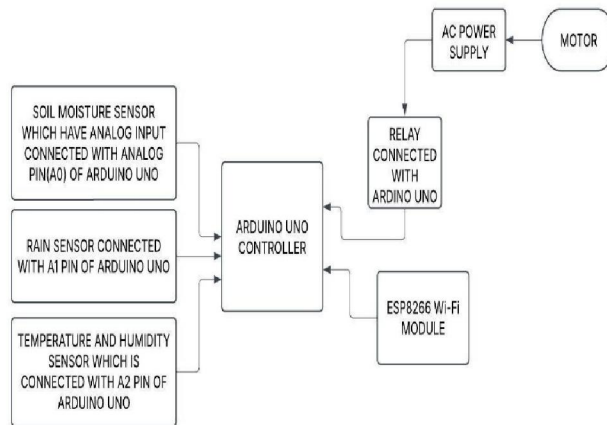 AC POWER
SUPPLY
MOTOR
SOIL MOISTURE SENSOR
WHICH HAVE ANALOG INPUT
CONNECTED WITH ANALOG
PIN(A0) OF ARDUINO UNO
RELAY
CONNECTED
WITH
ARDINO UNO
ARDUINO UNO
CONTROLLER
RAIN SENSOR CONNECTED
WITH A1 PIN OF ARDUINO UNO
ESP8266 Wi-Fi
MODULE
TEMPERATURE AND HUMIDITY
SENSOR WHICH IS
CONNECTED WITH A2 PIN OF
ARDUINO UNO